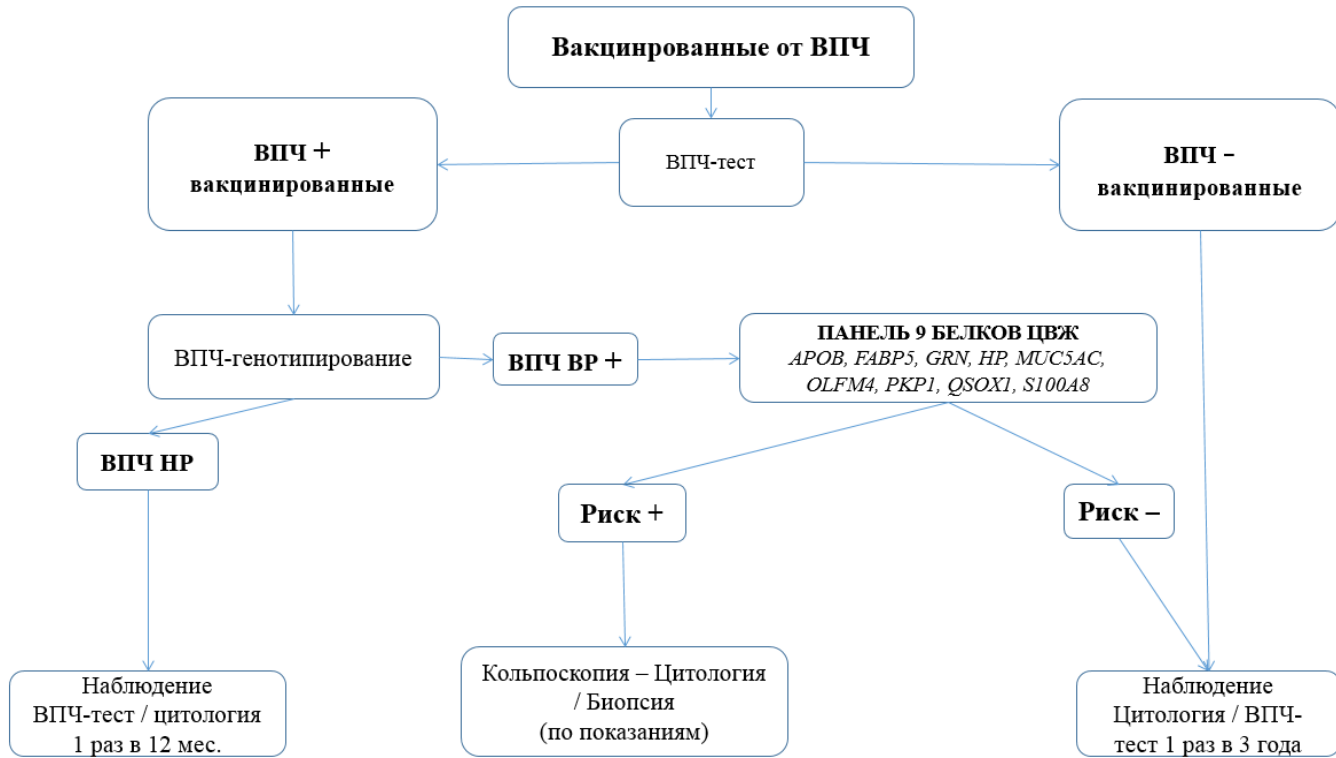 Вакцинрованные от ВПЧ
ВПЧ +
вакцинированные
ВПЧ-тест
ВПЧ -
вакцинированные
ВПЧ-генотипирование
ВПЧ ВР +
ПАНЕЛЬ 9 БЕЛКОВ ЦВЖ
APOB, FABP5, GRN, HP, MUC5AC,
OLFM4, PKP1, QSOX1, S100A8
ВПЧ НР
Риск +
Риск –
Наблюдение
ВПЧ-тест / цитология
1 раз в 12 мес.
Кольпоскопия – Цитология
/ Биопсия
(по показаниям)
Наблюдение
Цитология / ВПЧ-
тест 1 раз в 3 года